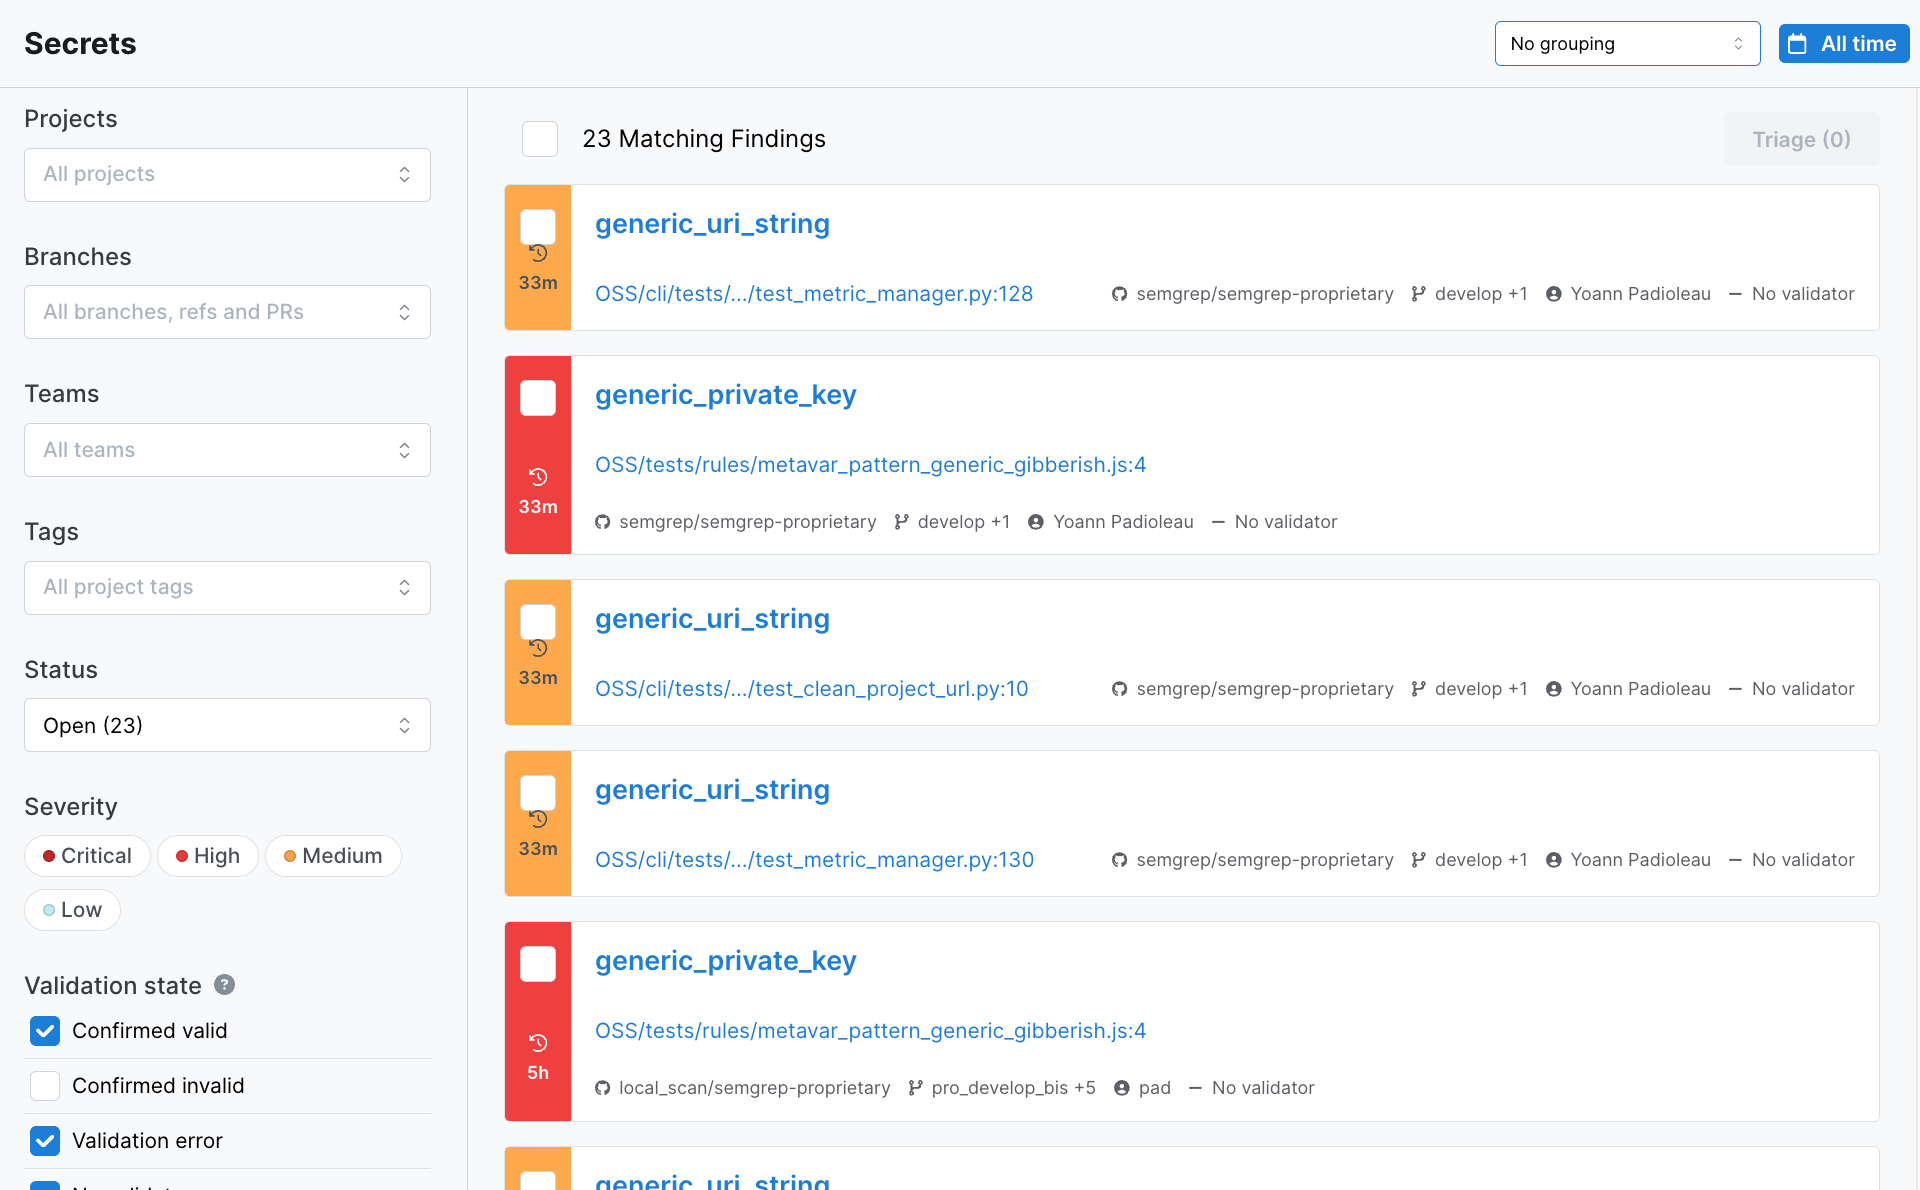 Secrets
No grouping
All time
Projects
All projects
Branches
All branches, refs and PRs
Teams
All teams
Tags
All project tags
Status
Open (23)
Severity
Critical
High
Medium
Low
Validation state ?
Confirmed valid
Confirmed invalid
Validation error
23 Matching Findings
Triage (0)
33m
generic_uri_string
OSS/cli/tests/.../test_metric_manager.py:128
semgrep/semgrep-proprietary develop +1 Yoann Padioleau — No validator
33m
generic_private_key
OSS/tests/rules/metavar_pattern_generic_gibberish.js:4
semgrep/semgrep-proprietary develop +1 Yoann Padioleau — No validator
33m
generic_uri_string
OSS/cli/tests/.../test_clean_project_url.py:10
semgrep/semgrep-proprietary develop +1 Yoann Padioleau — No validator
33m
generic_uri_string
OSS/cli/tests/.../test_metric_manager.py:130
semgrep/semgrep-proprietary develop +1 Yoann Padioleau — No validator
5h
generic_private_key
OSS/tests/rules/metavar_pattern_generic_gibberish.js:4
local_scan/semgrep-proprietary pro_develop_bis +5 pad — No validator
generic_uri_string